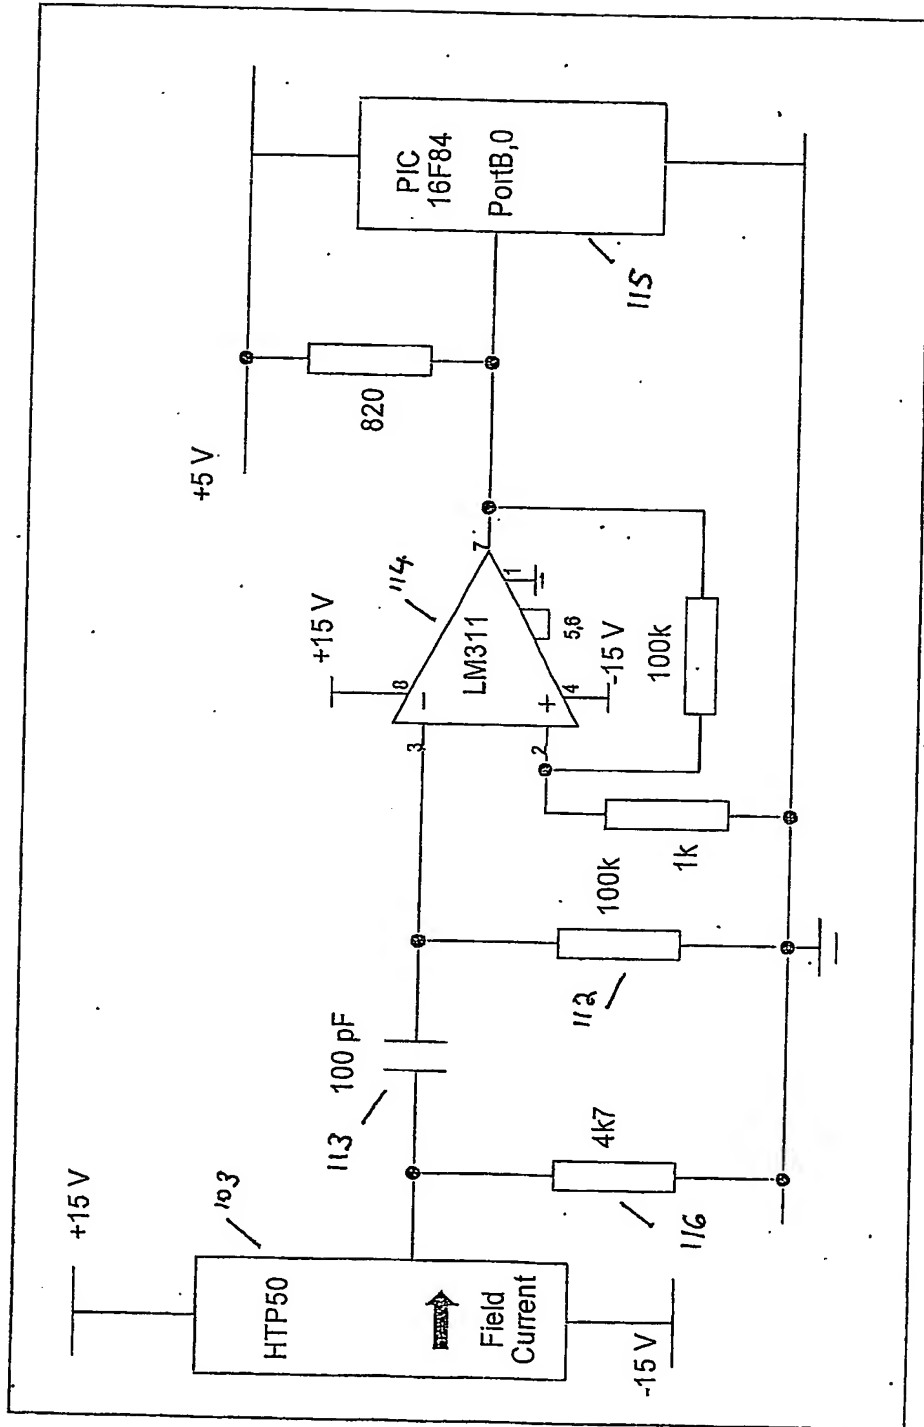 +15 V
103
HTP50
Field
Current
-15 V
113
100 pF
4k7
116
112
100k
1k
3
2
+15 V
8
114
LM311
-
+
7
1
5,6
4
-15 V
100k
+5 V
820
PIC
16F84
PortB,0
115